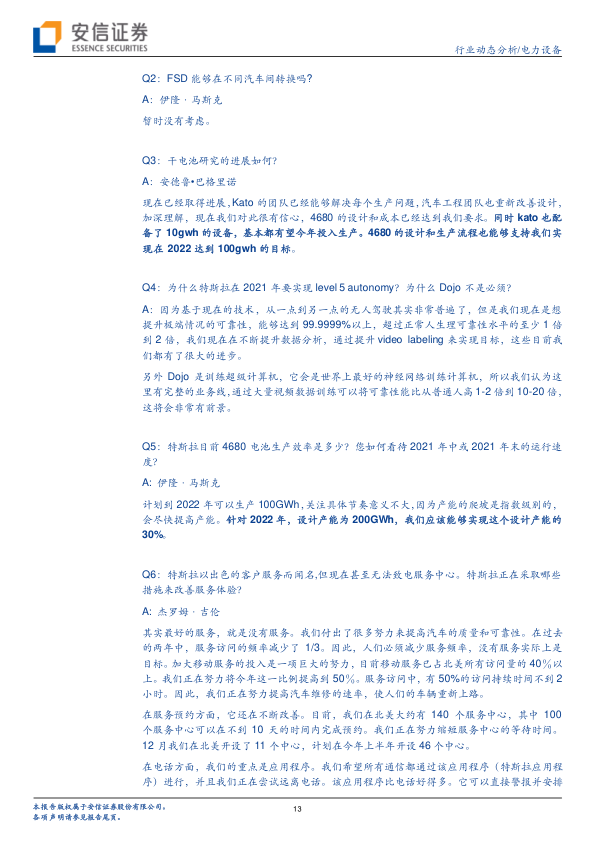 安信证券
ESSENCE SECURITIES
行业动态分析/电力设备
Q2：FSD 能够在不同汽车间转换吗?
A：伊隆·马斯克
暂时没有考虑。
Q3：干电池研究的进展如何?
A：安德鲁•巴格里诺
现在已经取得进展,Kato 的团队已经能够解决每个生产问题,汽车工程团队也重新改善设计,
加深理解，现在我们对此很有信心，4680 的设计和成本已经达到我们要求。同时 kato 也配
备了 10gwh 的设备，基本都有望今年投入生产。4680 的设计和生产流程也能够支持我们实
现在 2022 达到 100gwh 的目标。
Q4：为什么特斯拉在 2021 年要实现 level 5 autonomy？为什么 Dojo 不是必须?
A：因为基于现在的技术，从一点到另一点的无人驾驶其实非常普遍了，但是我们现在是想
提升极端情况的可靠性，能够达到 99.9999%以上，超过正常人生理可靠性水平的至少 1 倍
到 2 倍，我们现在在不断提升数据分析，通过提升 video labeling 来实现目标，这些目前我
们都有了很大的进步。
另外 Dojo 是训练超级计算机，它会是世界上最好的神经网络训练计算机，所以我们认为这
里有完整的业务线,通过大量视频数据训练可以将可靠性能比从普通人高 1-2 倍到 10-20 倍,
这将会非常有前景。
Q5：特斯拉目前 4680 电池生产效率是多少？您如何看待 2021 年中或 2021 年末的运行速
度？
A: 伊隆·马斯克
计划到 2022 年可以生产 100GWh,关注具体节奏意义不大,因为产能的爬坡是指数级别的,
会尽快提高产能。针对 2022 年，设计产能为 200GWh，我们应该能够实现这个设计产能的
30%。
Q6：特斯拉以出色的客户服务而闻名,但现在甚至无法致电服务中心。特斯拉正在采取哪些
措施来改善服务体验?
A: 杰罗姆·吉伦
其实最好的服务，就是没有服务。我们付出了很多努力来提高汽车的质量和可靠性。在过去
的两年中，服务访问的频率减少了 1/3。因此，人们必须减少服务频率，没有服务实际上是
目标。加大移动服务的投入是一项巨大的努力，目前移动服务已占北美所有访问量的 40%以
上。我们正在努力将今年这一比例提高到 50%。服务访问中，有 50%的访问持续时间不到 2
小时。因此，我们正在努力提高汽车维修的速率，使人们的车辆重新上路。
在服务预约方面，它还在不断改善。目前，我们在北美大约有 140 个服务中心，其中 100
个服务中心可以在不到 10 天的时间内完成预约。我们正在努力缩短服务中心的等待时间。
12 月我们在北美开设了 11 个中心，计划在今年上半年开设 46 个中心。
在电话方面，我们的重点是应用程序。我们希望所有通信都通过该应用程序（特斯拉应用程
序）进行，并且我们正在尝试远离电话。该应用程序比电话好得多。它可以直接警报并安排
本报告版权属于安信证券股份有限公司。
13
各项声明请参见报告尾页。